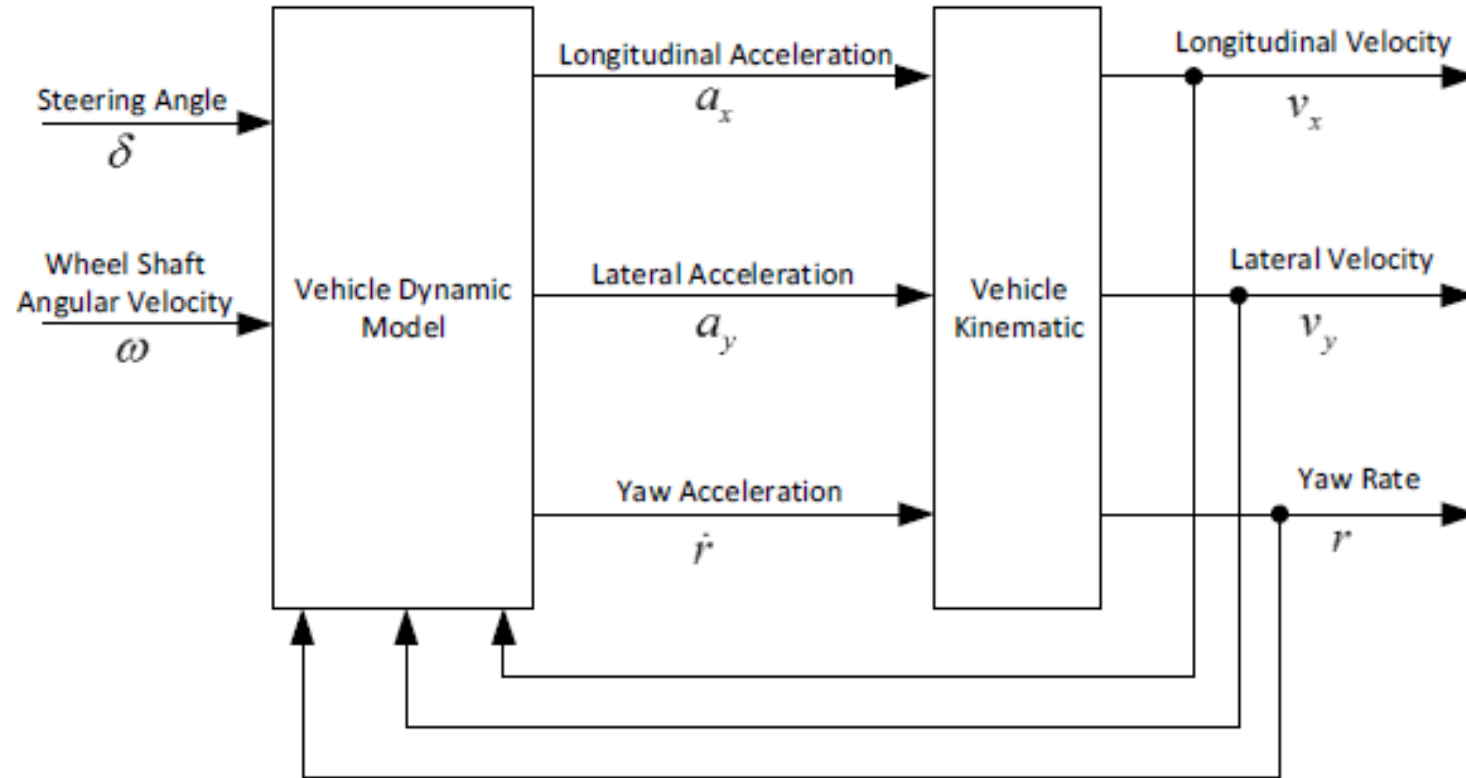 Longitudinal Acceleration
a_x
Longitudinal Velocity
v_x
Steering Angle
δ
Wheel Shaft
Angular Velocity
ω
Vehicle Dynamic
Model
Lateral Acceleration
a_y
Vehicle
Kinematic
Lateral Velocity
v_y
Yaw Acceleration
ṙ
Yaw Rate
r